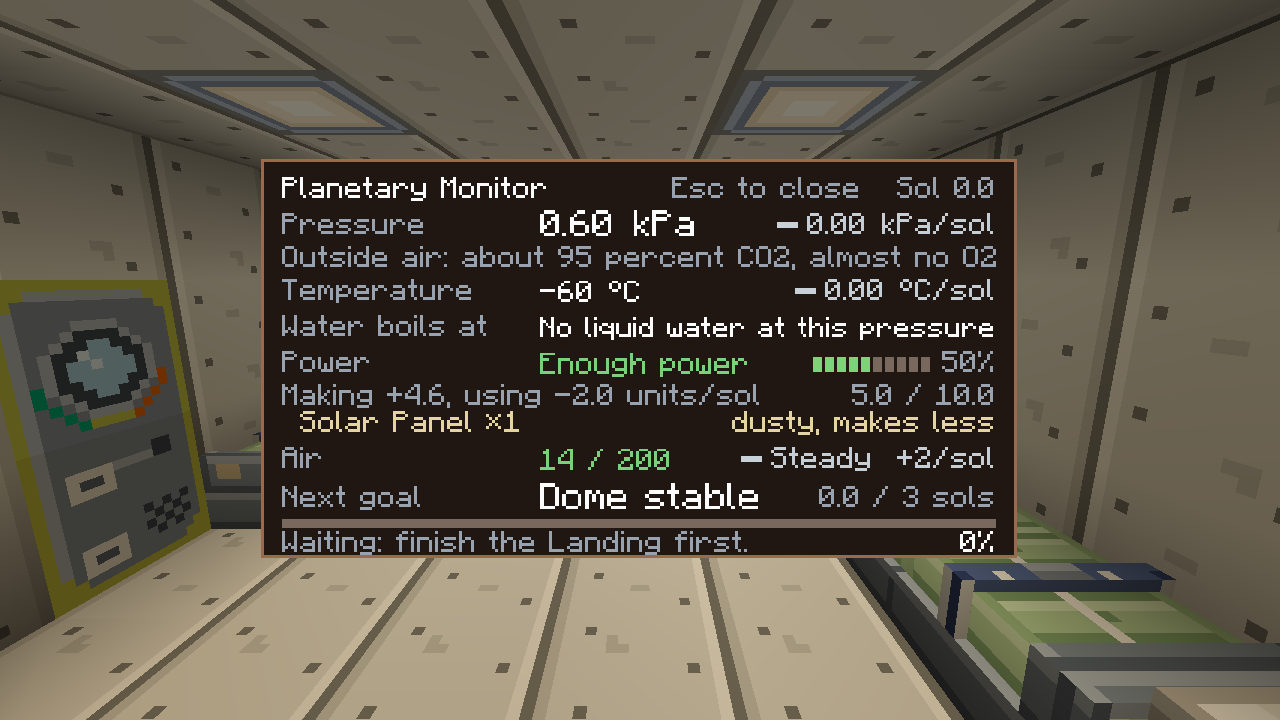 Planetary Monitor Esc to close Sol 0.0
Pressure 0.60 kPa 0.00 kPa/sol
Outside air: about 95 percent CO2, almost no O2
Temperature -60 °C 0.00 °C/sol
Water boils at No liquid water at this pressure
Power Enough power 50%
Making +4.6, using -2.0 units/sol 5.0 / 10.0
Solar Panel ×1 dusty, makes less
Air 14 / 200 Steady +2/sol
Next goal Dome stable 0.0 / 3 sols
Waiting: finish the Landing first. 0%